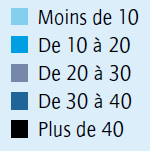 Moins de 10
De 10 à 20
De 20 à 30
De 30 à 40
Plus de 40